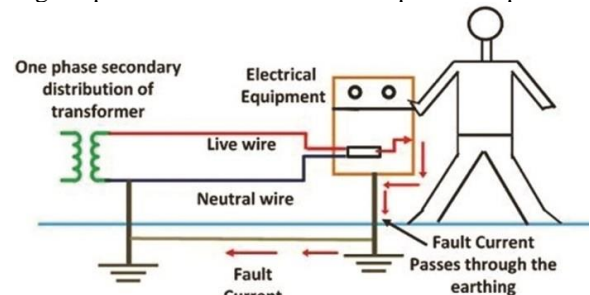 One phase secondary
distribution of
transformer
Electrical
Equipment
Live wire
Neutral wire
Fault Current
Passes through the
earthing
Fault